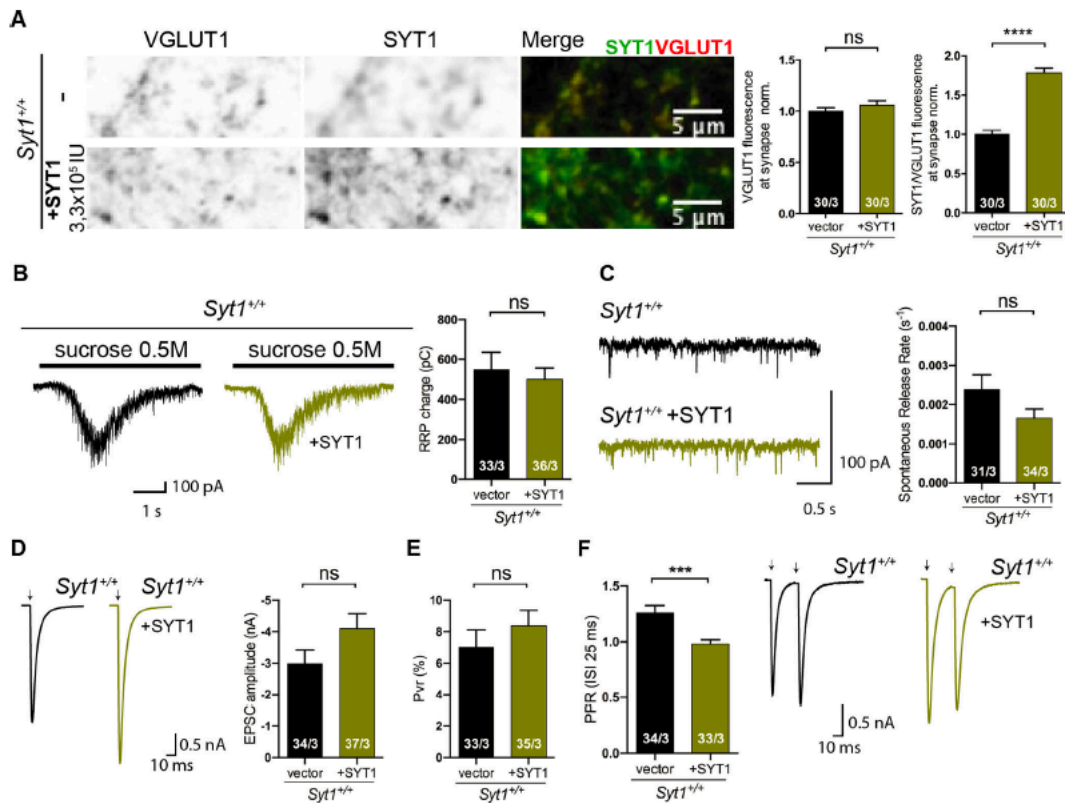 A
VGLUT1
SYT1
Merge
SYT1VGLUT1
Syt1+/+
–
+SYT1
3,3x10⁵ IU
5 µm
5 µm
VGLUT1 fluorescence
at synapse norm.
1.5
1.0
0.5
0.0
ns
30/3
30/3
vector
+SYT1
Syt1+/+
SYT1/VGLUT1 fluorescence
at synapse norm.
2.0
1.5
1.0
0.5
0.0
****
30/3
30/3
vector
+SYT1
Syt1+/+
B
Syt1+/+
sucrose 0.5M
sucrose 0.5M
+SYT1
100 pA
1 s
RRP charge (pC)
800
600
400
200
0
ns
33/3
36/3
vector
+SYT1
Syt1+/+
C
Syt1+/+
Syt1+/+ +SYT1
100 pA
0.5 s
Spontaneous Release Rate (s⁻¹)
0.004
0.003
0.002
0.001
0.000
ns
31/3
34/3
vector
+SYT1
Syt1+/+
D
Syt1+/+
Syt1+/+
+SYT1
0.5 nA
10 ms
EPSC amplitude (nA)
-5
-4
-3
-2
-1
-0
ns
34/3
37/3
vector
+SYT1
Syt1+/+
E
Pvr (%)
10
8
6
4
2
0
ns
33/3
35/3
vector
+SYT1
Syt1+/+
F
PPR (ISI 25 ms)
1.5
1.0
0.5
0.0
***
34/3
33/3
vector
+SYT1
Syt1+/+
Syt1+/+
0.5 nA
10 ms
Syt1+/+
+SYT1
0.5 nA
10 ms